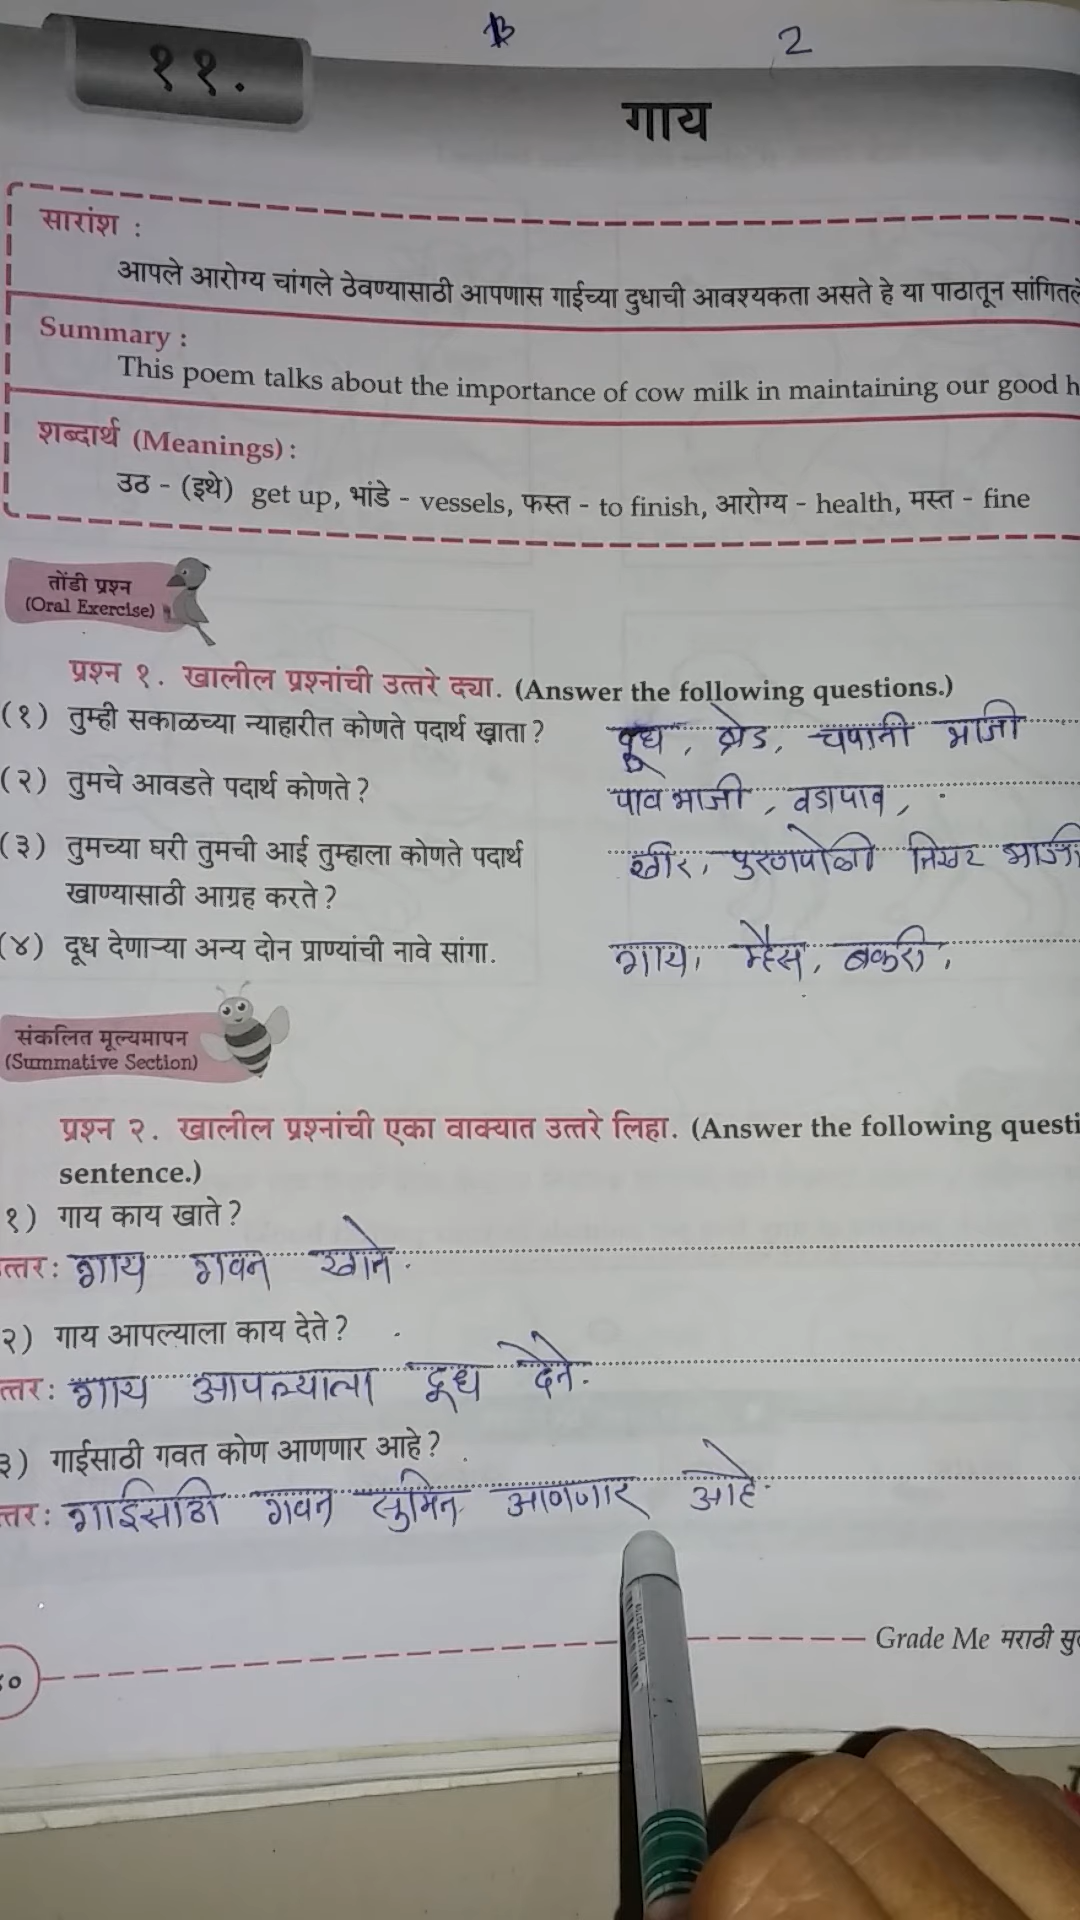 B 2
११.
गाय
सारांश :
आपले आरोग्य चांगले ठेवण्यासाठी आपणास गाईच्या दुधाची आवश्यकता असते हे या पाठातून सांगितले
Summary :
This poem talks about the importance of cow milk in maintaining our good h
शब्दार्थ (Meanings) :
उठ - (इथे) get up, भांडे - vessels, फस्त - to finish, आरोग्य - health, मस्त - fine
तोंडी प्रश्न
(Oral Exercise)
प्रश्न १. खालील प्रश्नांची उत्तरे द्या. (Answer the following questions.)
(१) तुम्ही सकाळच्या न्याहारीत कोणते पदार्थ खाता? दूध, ब्रेड, चपाती भाजी
(२) तुमचे आवडते पदार्थ कोणते? पाव भाजी, वडापाव,
(३) तुमच्या घरी तुमची आई तुम्हाला कोणते पदार्थ खीर, पुरणपोळी
खाण्यासाठी आग्रह करते?
(४) दूध देणाऱ्या अन्य दोन प्राण्यांची नावे सांगा. गाय, म्हैस, बकरी,
संकलित मूल्यमापन
(Summative Section)
प्रश्न २. खालील प्रश्नांची एका वाक्यात उत्तरे लिहा. (Answer the following questi
sentence.)
१) गाय काय खाते?
त्तर: गाय गवत खाते.
२) गाय आपल्याला काय देते?
त्तर: गाय आपल्याला दूध देते.
३) गाईसाठी गवत कोण आणणार आहे?
त्तर: गाईसाठी गवत सुमित आणणार आहे.
Grade Me मराठी सु
०